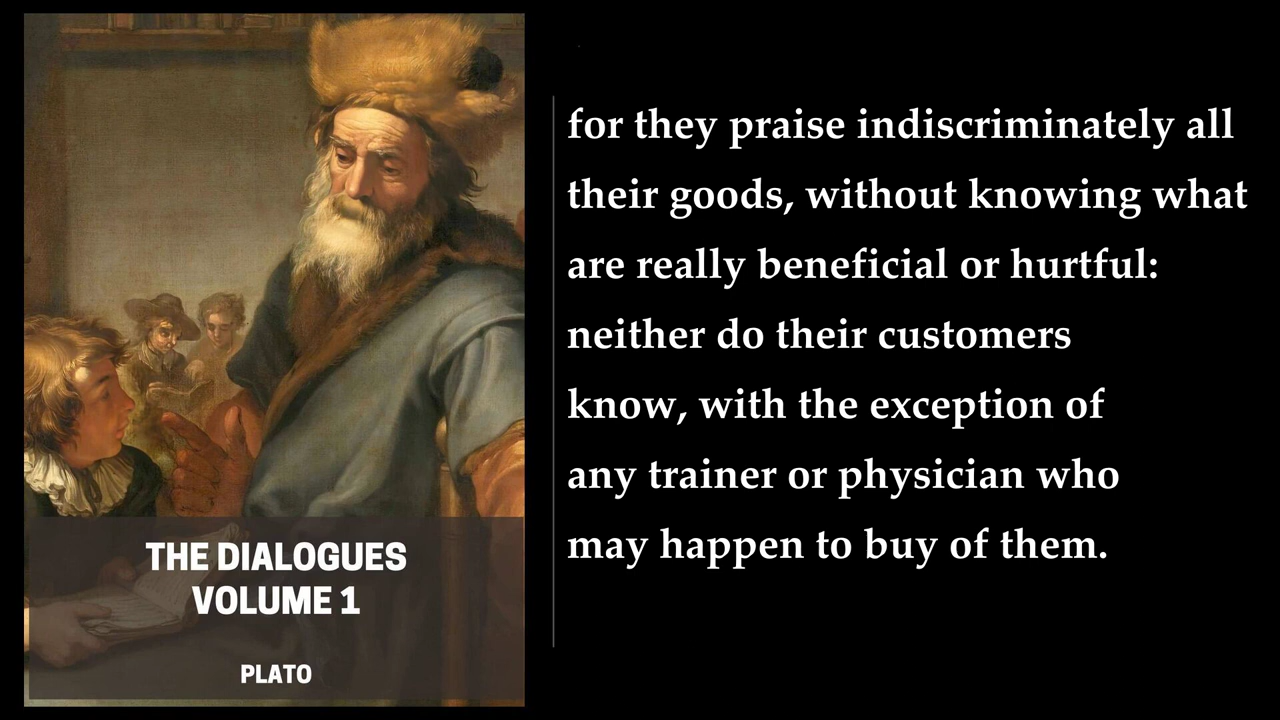 THE DIALOGUES
VOLUME 1
PLATO
for they praise indiscriminately all
their goods, without knowing what
are really beneficial or hurtful:
neither do their customers
know, with the exception of
any trainer or physician who
may happen to buy of them.